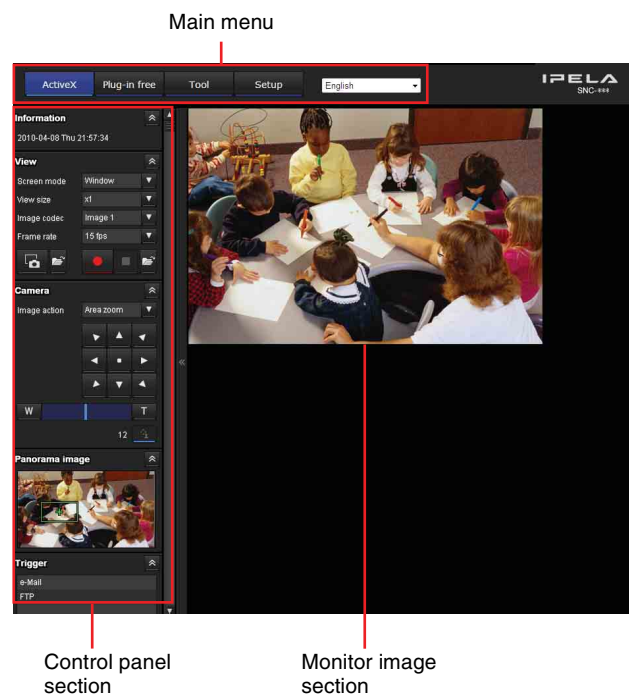 Main menu
ActiveX Plug-in free Tool Setup English
IPELA
SNC-***
Information
2010-04-08 Thu 21:57:34
View
Screen mode Window
View size x1
Image codec Image 1
Frame rate 15 fps
Camera
Image action Area zoom
W T
12
Panorama image
Trigger
e-Mail
FTP
Control panel
section
Monitor image
section